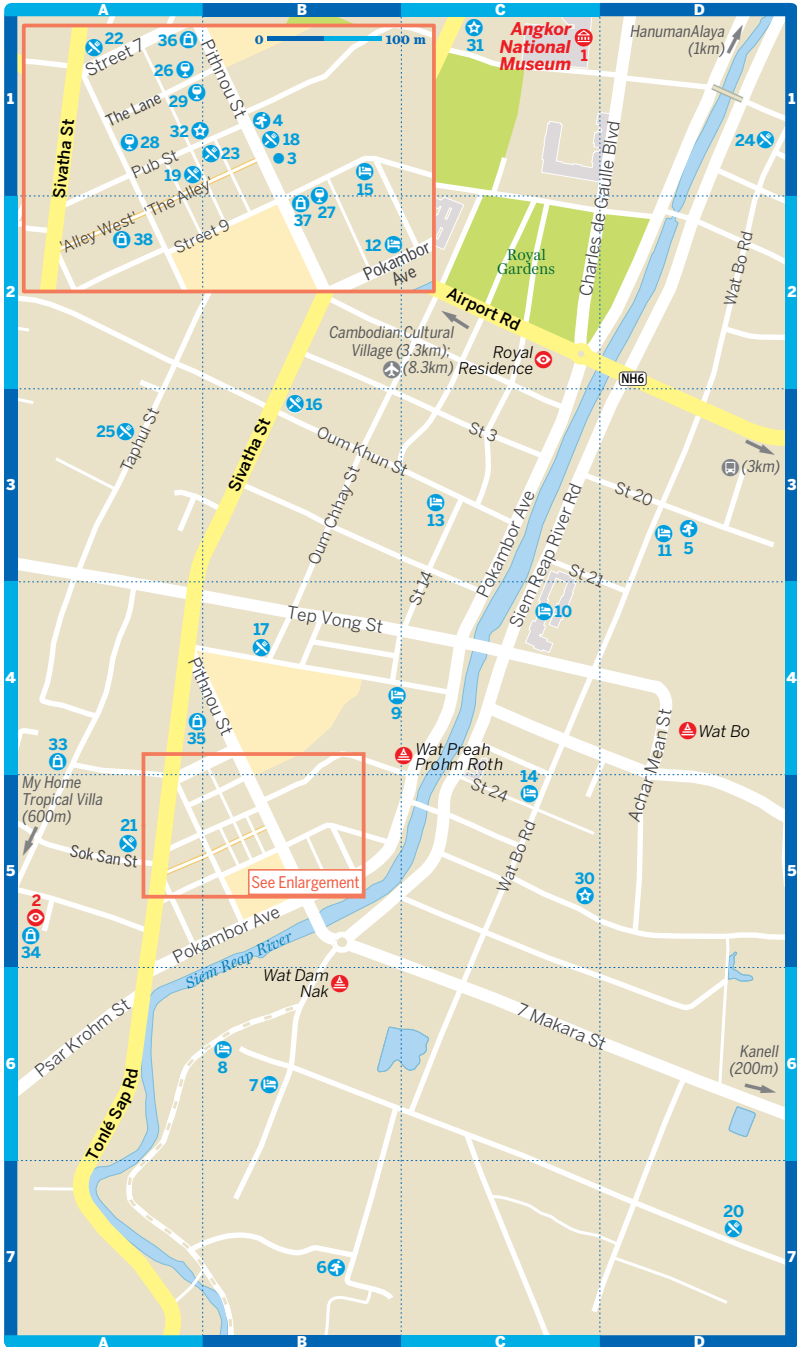 A
B
C
D
22
36
Street 7
Pithnou St
0
100 m
31
Angkor
National
Museum
1
HanumanAlaya
(1km)
1
1
26
The Lane
29
4
18
32
3
28
Pub St
23
24
19
15
Sivatha St
'Alley West'
'The Alley'
37
27
38
Street 9
12
Pokambor
Ave
Royal
Gardens
Charles de Gaulle Blvd
Wat Bo Rd
2
2
Airport Rd
Cambodian Cultural
Village (3.3km);
(8.3km)
Royal
Residence
NH6
16
25
Taphul St
Sivatha St
Oum Khun St
St 3
(3km)
3
3
Oum Chhay St
13
Pokambor Ave
Siem Reap River Rd
St 20
11
5
St 14
St 21
10
Tep Vong St
17
4
4
Pithnou St
9
35
Wat Preah
Prohm Roth
Wat Bo
33
My Home
Tropical Villa
(600m)
14
St 24
Achar Mean St
21
Sok San St
Wat Bo Rd
5
5
See Enlargement
30
2
34
Pokambor Ave
Siem Reap River
Wat Dam
Nak
Psar Krohm St
7 Makara St
6
6
8
7
Kanell
(200m)
Tonlé Sap Rd
20
7
7
6
A
B
C
D